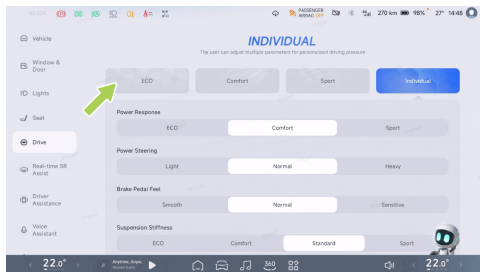 READY
PASSENGER
AIRBAG OFF
270 km
98%
27°
14:48
INDIVIDUAL
The user can adjust multiple parameters for personalized driving pleasure
Vehicle
Window &
Door
Lights
Seat
Drive
Real-time SR
Assist
Driver
Assistance
Voice
Assistant
ECO
Comfort
Sport
Individual
Power Response
ECO
Comfort
Sport
Power Steering
Light
Normal
Heavy
Brake Pedal Feel
Smooth
Normal
Sensitive
Suspension Stiffness
ECO
Comfort
Standard
Sport
22.0°
Anytime, Anyw
360
22.0°